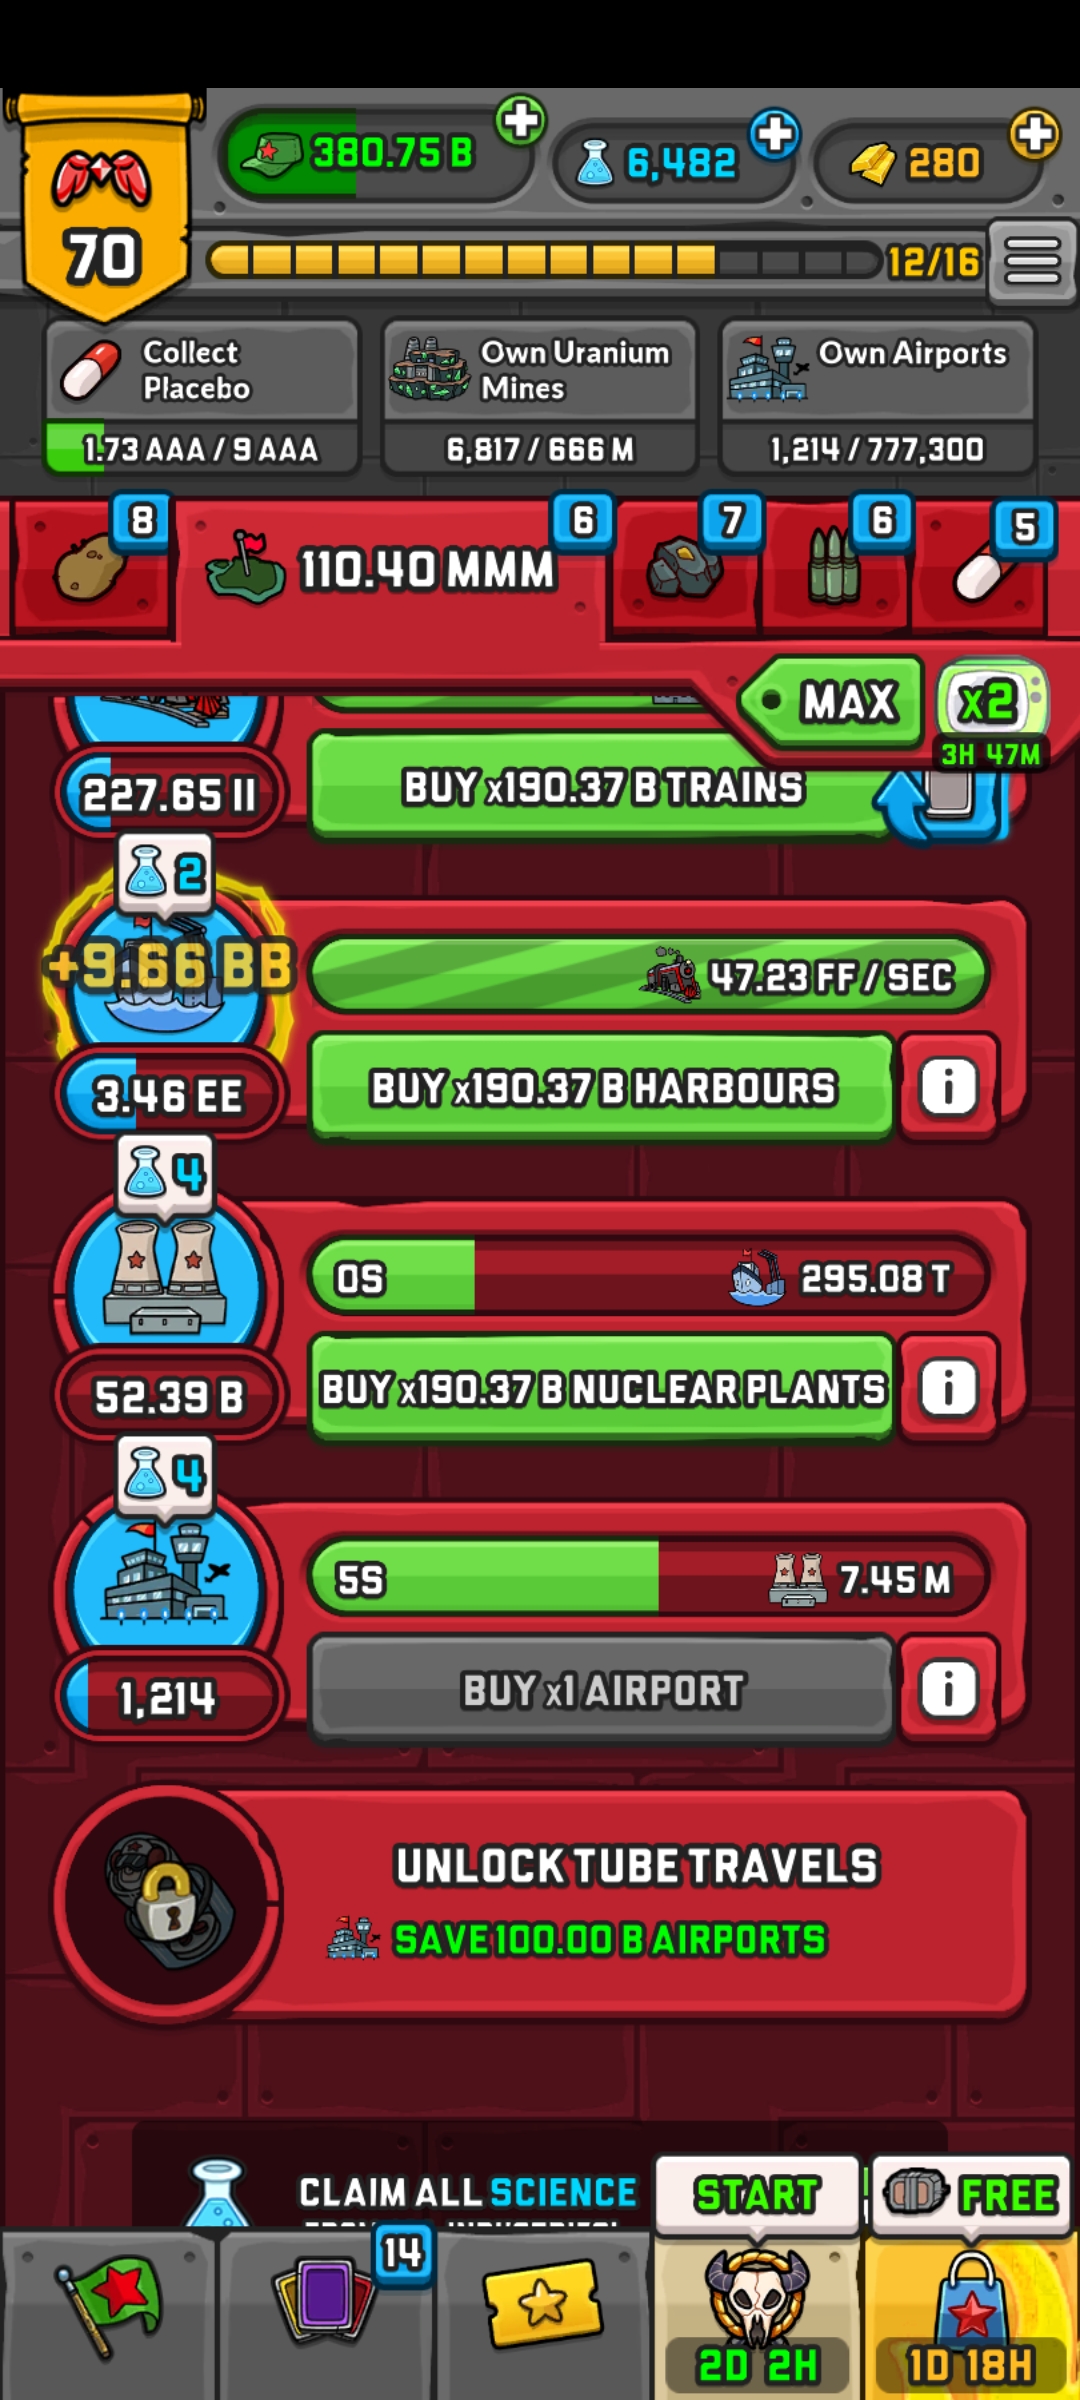 70
380.75 B
6,482
280
12/16
Collect
Placebo
1.73 AAA / 9 AAA
Own Uranium
Mines
6,817 / 666 M
Own Airports
1,214 / 777,300
8
110.40 MMM
6
7
6
5
MAX
x2
3H 47M
227.65 II
BUY x190.37 B TRAINS
2
+9.66 BB
47.23 FF / SEC
3.46 EE
BUY x190.37 B HARBOURS
i
4
0S
295.08 T
52.39 B
BUY x190.37 B NUCLEAR PLANTS
i
4
5S
7.45 M
1,214
BUY x1 AIRPORT
i
UNLOCK TUBE TRAVELS
SAVE 100.00 B AIRPORTS
CLAIM ALL SCIENCE
START
FREE
14
2D 2H
1D 18H